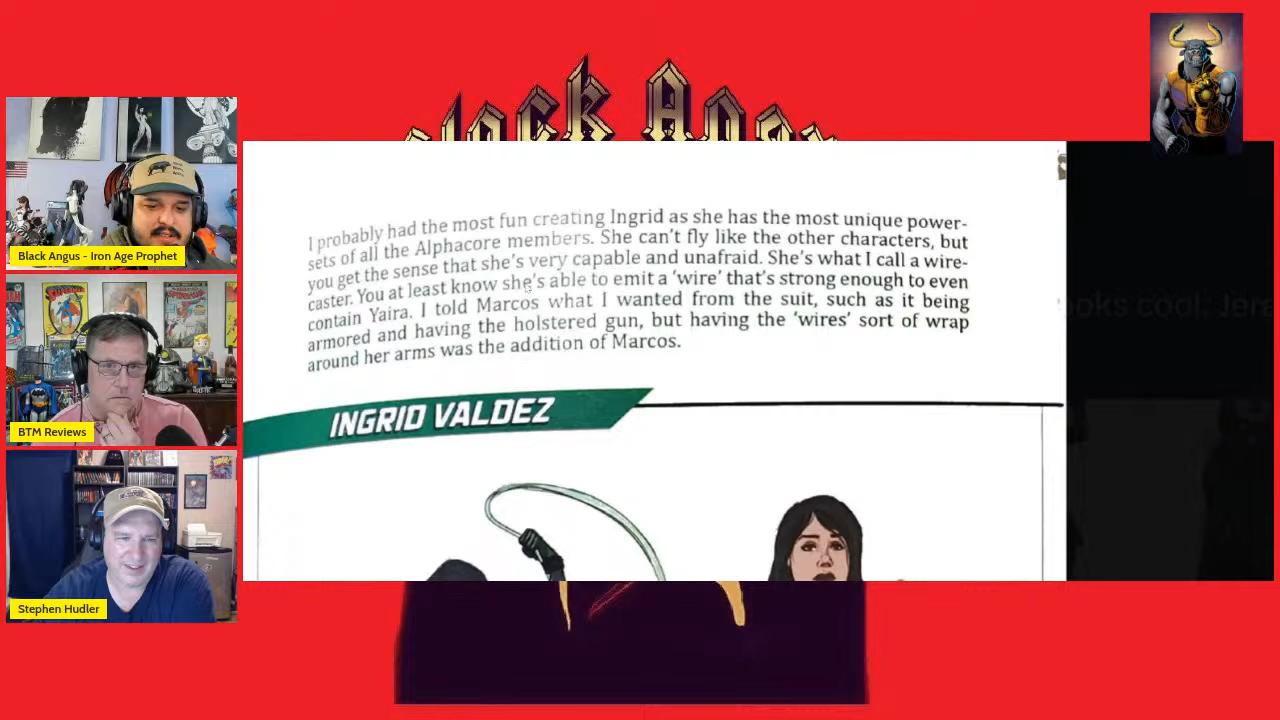 Black Angus
I probably had the most fun creating Ingrid as she has the most unique power-
sets of all the Alphacore members. She can't fly like the other characters, but
you get the sense that she's very capable and unafraid. She's what I call a wire-
caster. You at least know she's able to emit a 'wire' that's strong enough to even
contain Yaira. I told Marcos what I wanted from the suit, such as it being
armored and having the holstered gun, but having the 'wires' sort of wrap
around her arms was the addition of Marcos.
INGRID VALDEZ
Black Angus - Iron Age Prophet
BTM Reviews
Stephen Hudler